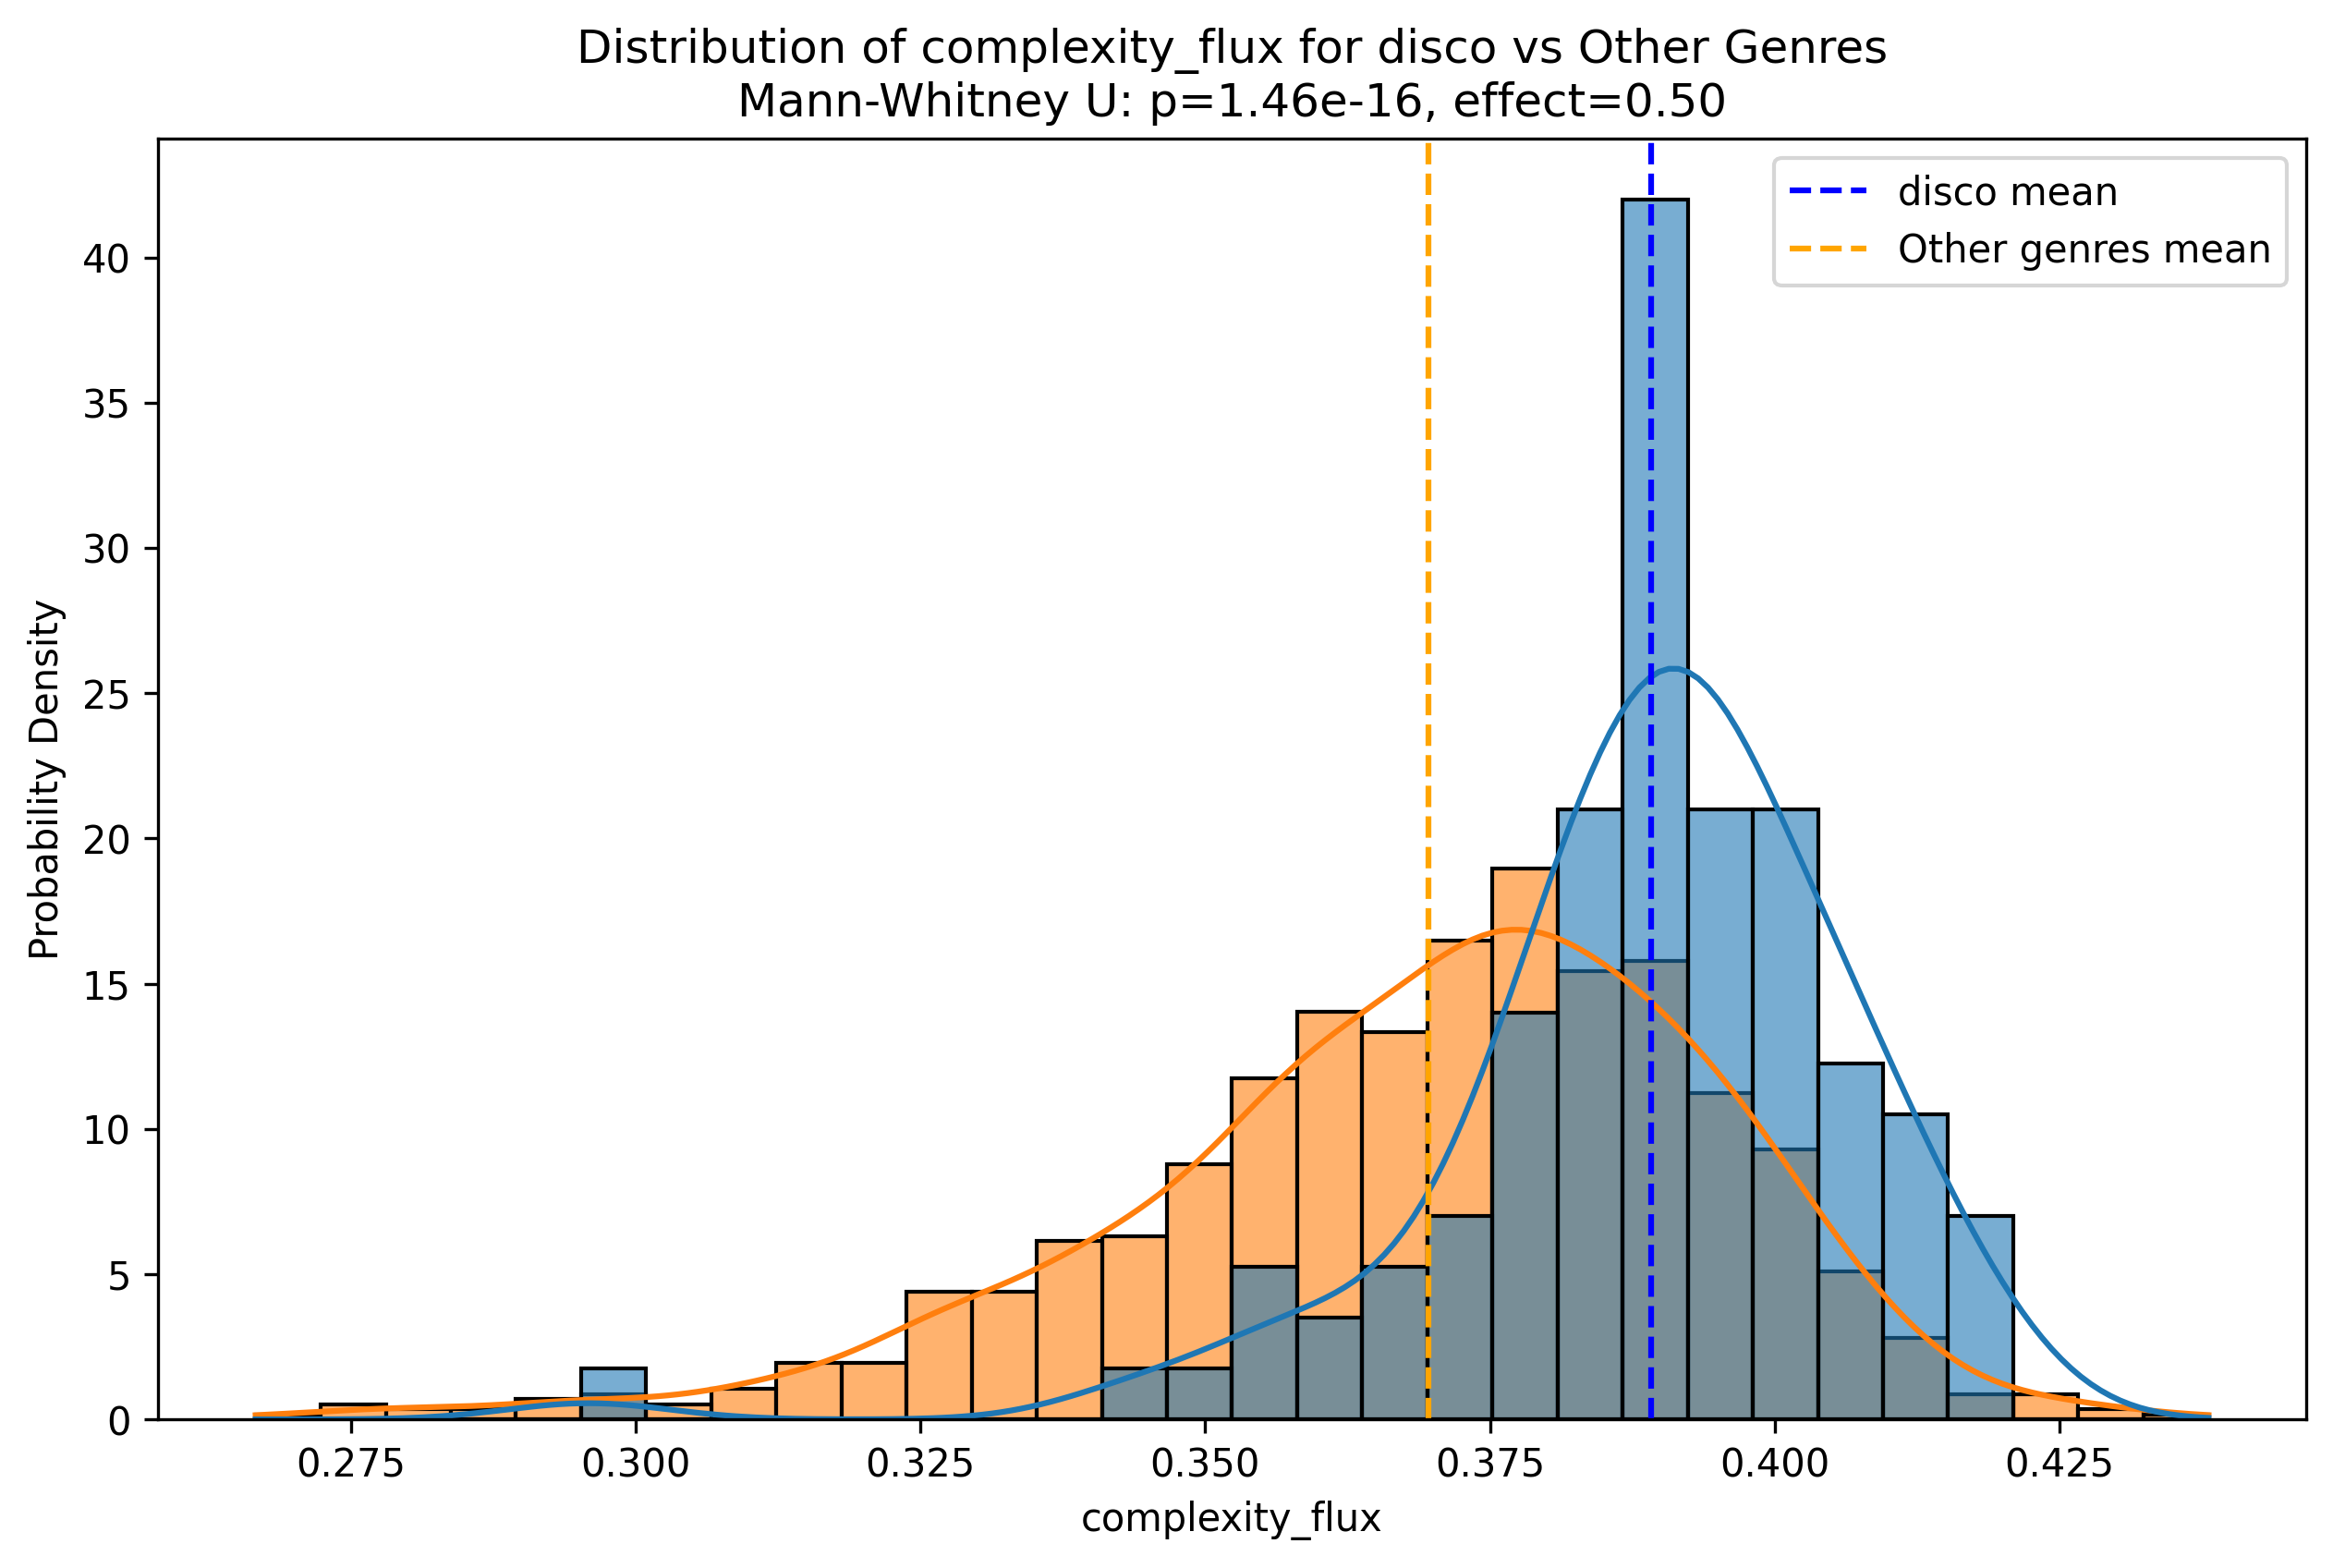 Distribution of complexity_flux for disco vs Other Genres
Mann-Whitney U: p=1.46e-16, effect=0.50
disco mean
Other genres mean
Probability Density
40
35
30
25
20
15
10
5
0
0.275 0.300 0.325 0.350 0.375 0.400 0.425
complexity_flux